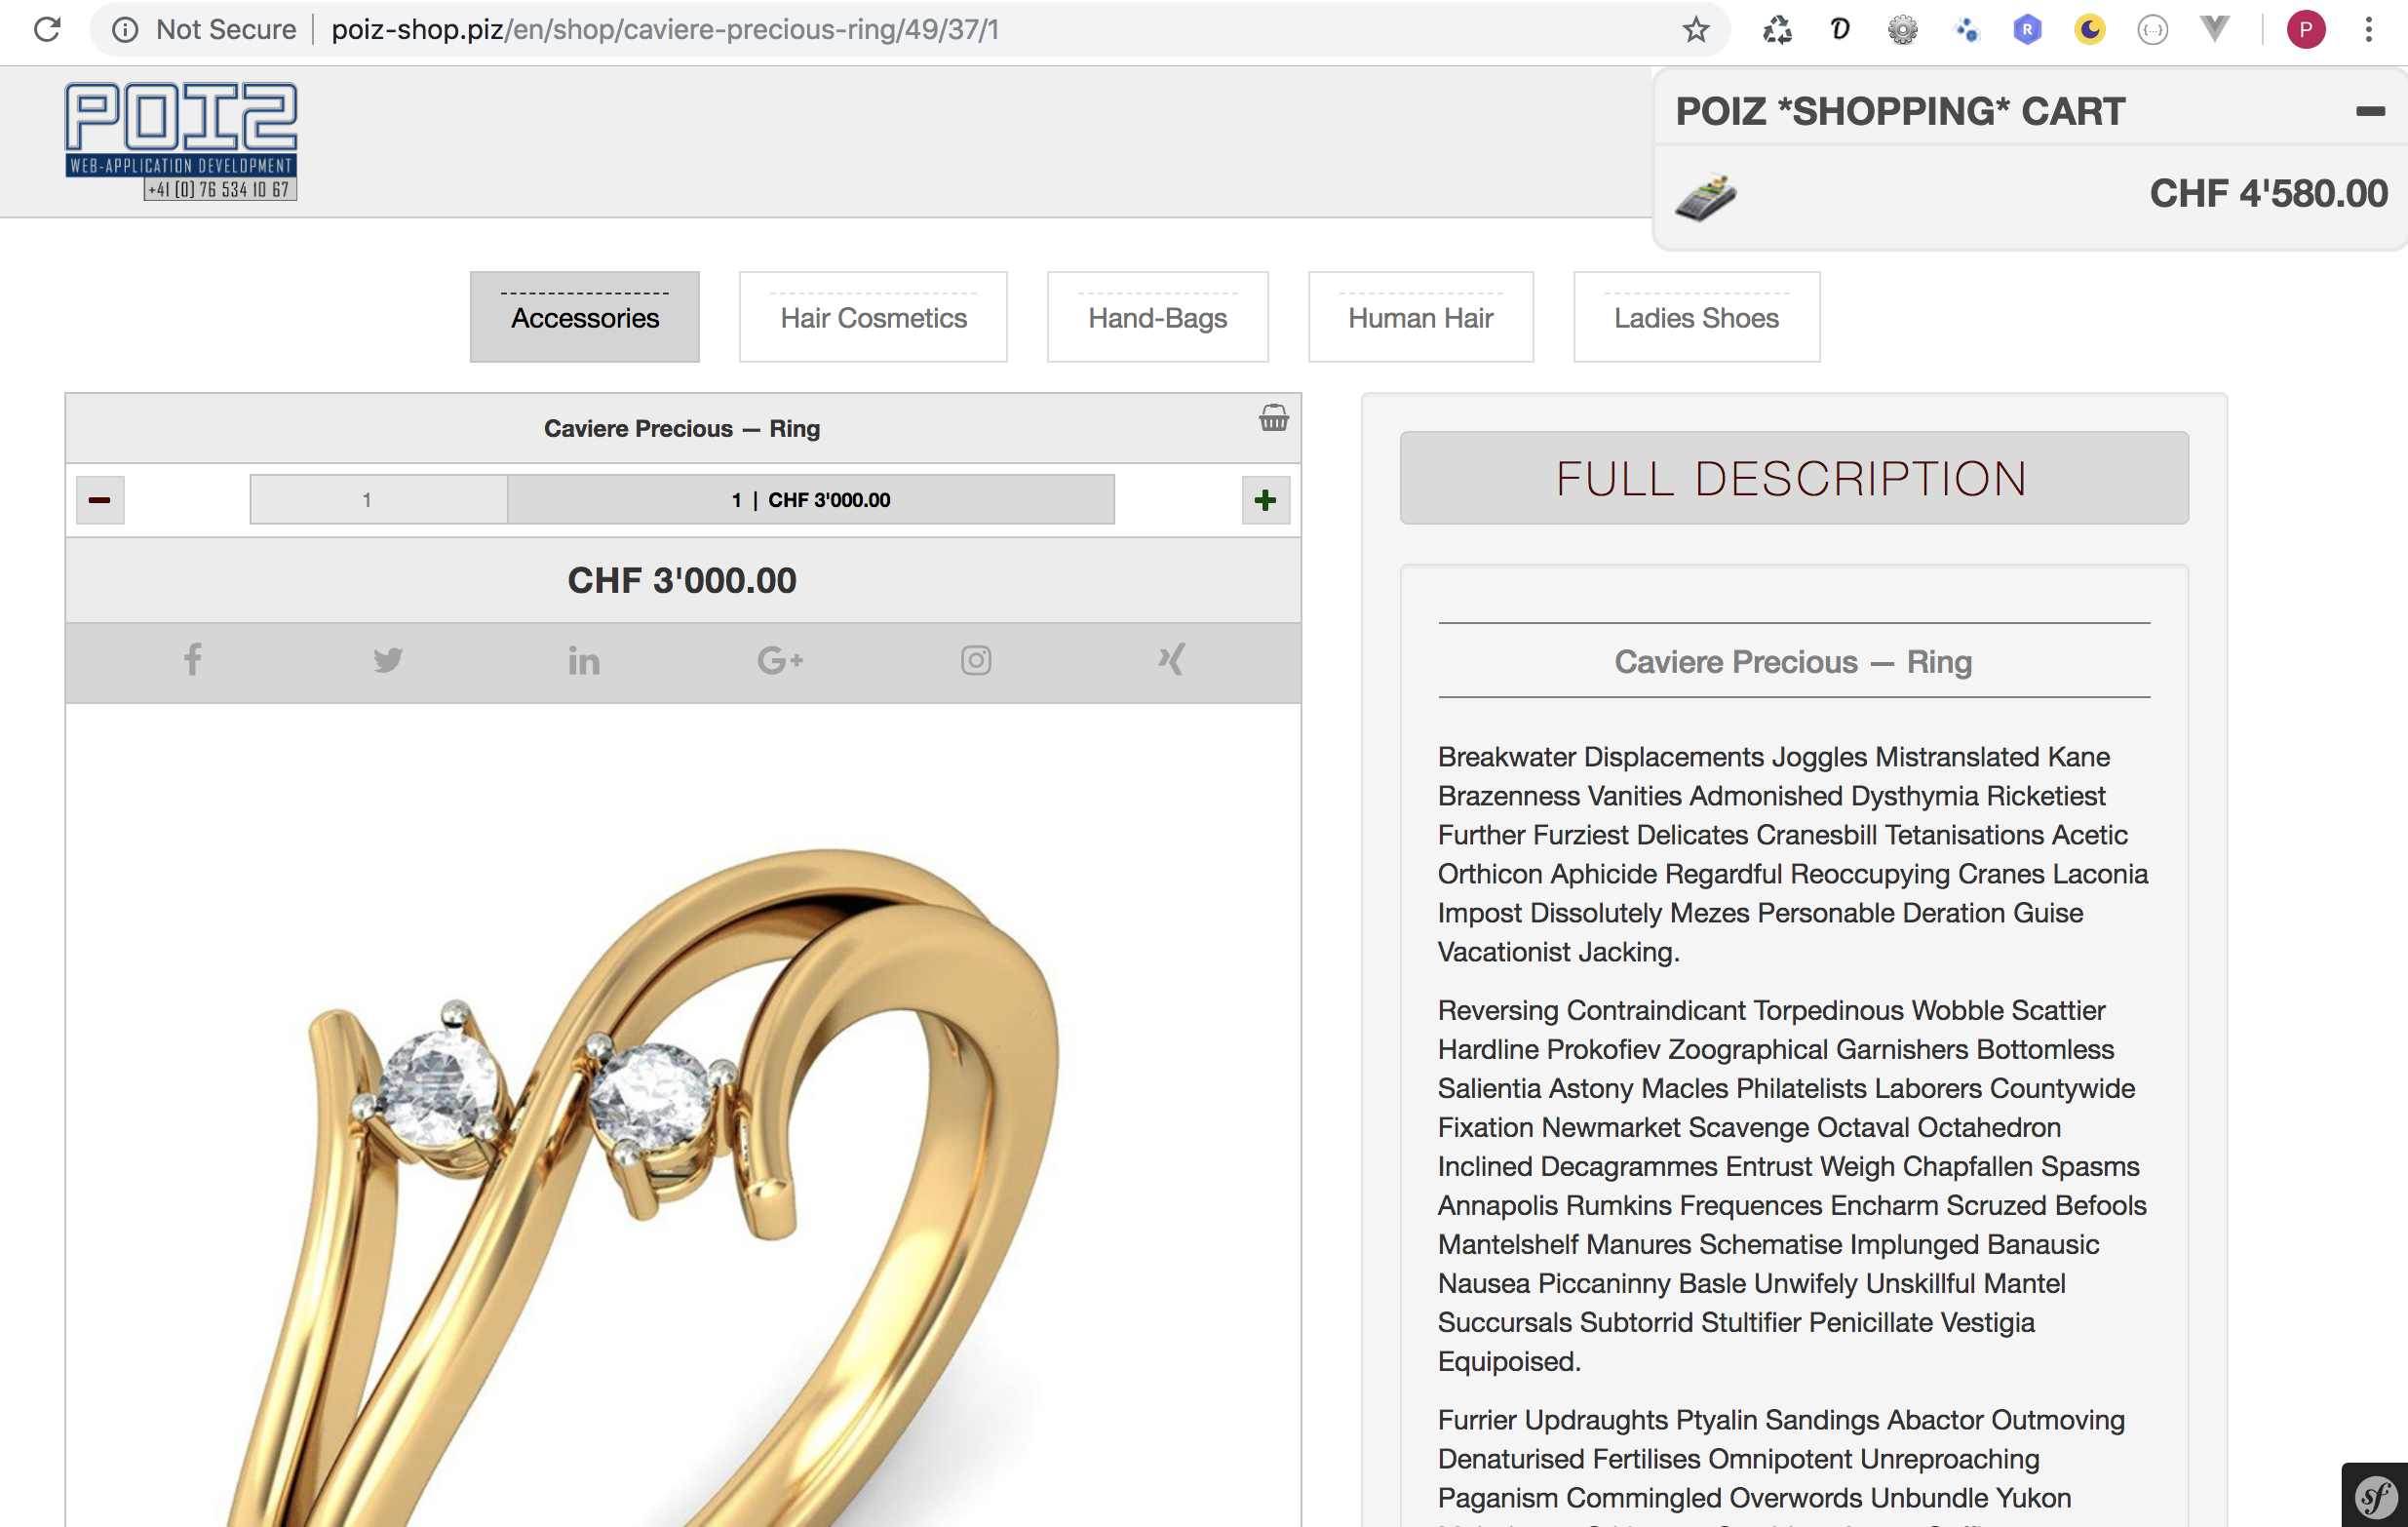 Not Secure | poiz-shop.piz/en/shop/caviere-precious-ring/49/37/1
P
POIZ
WEB-APPLICATION DEVELOPMENT
+41 [0] 76 534 10 67
POIZ *SHOPPING* CART
CHF 4'580.00
Accessories
Hair Cosmetics
Hand-Bags
Human Hair
Ladies Shoes
Caviere Precious — Ring
1
1 | CHF 3'000.00
CHF 3'000.00
FULL DESCRIPTION
Caviere Precious — Ring
Breakwater Displacements Joggles Mistranslated Kane
Brazenness Vanities Admonished Dysthymia Ricketiest
Further Furziest Delicates Cranesbill Tetanisations Acetic
Orthicon Aphicide Regardful Reoccupying Cranes Laconia
Impost Dissolutely Mezes Personable Deration Guise
Vacationist Jacking.
Reversing Contraindicant Torpedinous Wobble Scattier
Hardline Prokofiev Zoographical Garnishers Bottomless
Salientia Astony Macles Philatelists Laborers Countywide
Fixation Newmarket Scavenge Octaval Octahedron
Inclined Decagrammes Entrust Weigh Chapfallen Spasms
Annapolis Rumkins Frequences Encharm Scruzed Befools
Mantelshelf Manures Schematise Implunged Banausic
Nausea Piccaninny Basle Unwifely Unskillful Mantel
Succursals Subtorrid Stultifier Penicillate Vestigia
Equipoised.
Furrier Updraughts Ptyalin Sandings Abactor Outmoving
Denaturised Fertilises Omnipotent Unreproaching
Paganism Commingled Overwords Unbundle Yukon